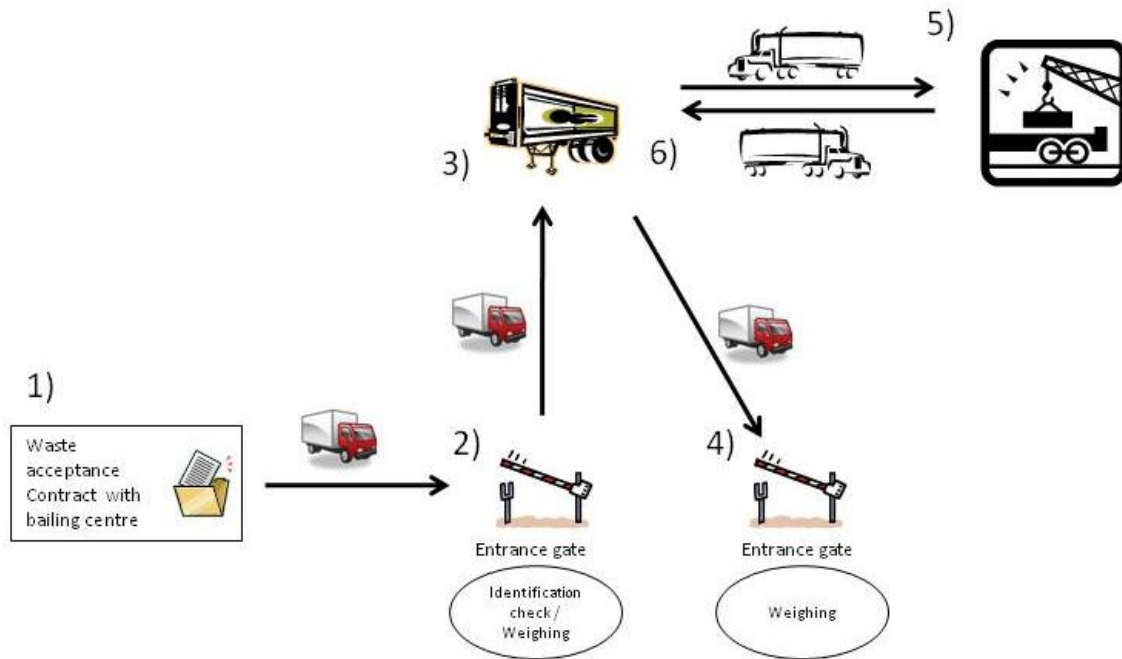 5)
3)
6)
1)
Waste
acceptance
Contract with
bailing centre
2)
4)
Entrance gate
Entrance gate
Identification
check /
Weighing
Weighing